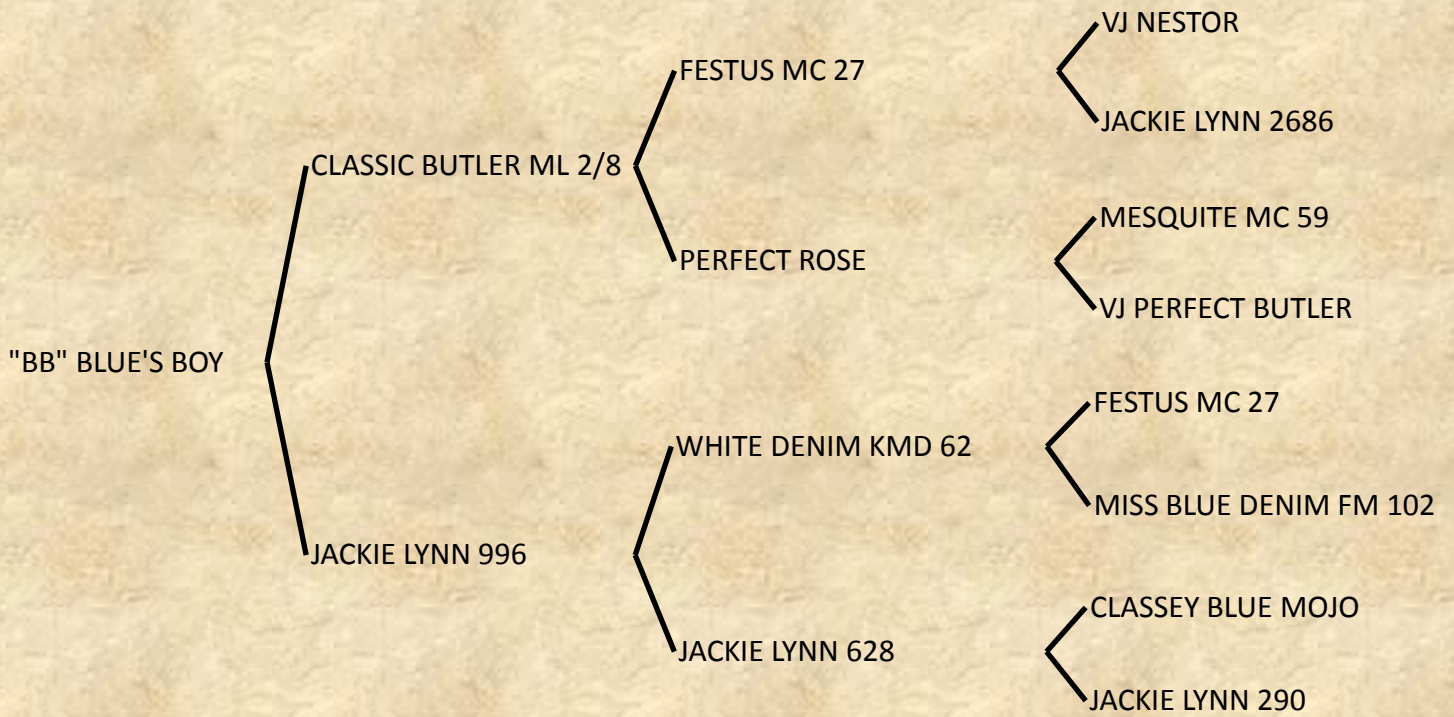 VJ NESTOR
FESTUS MC 27
JACKIE LYNN 2686
CLASSIC BUTLER ML 2/8
MESQUITE MC 59
PERFECT ROSE
VJ PERFECT BUTLER
"BB" BLUE'S BOY
FESTUS MC 27
WHITE DENIM KMD 62
MISS BLUE DENIM FM 102
JACKIE LYNN 996
CLASSEY BLUE MOJO
JACKIE LYNN 628
JACKIE LYNN 290